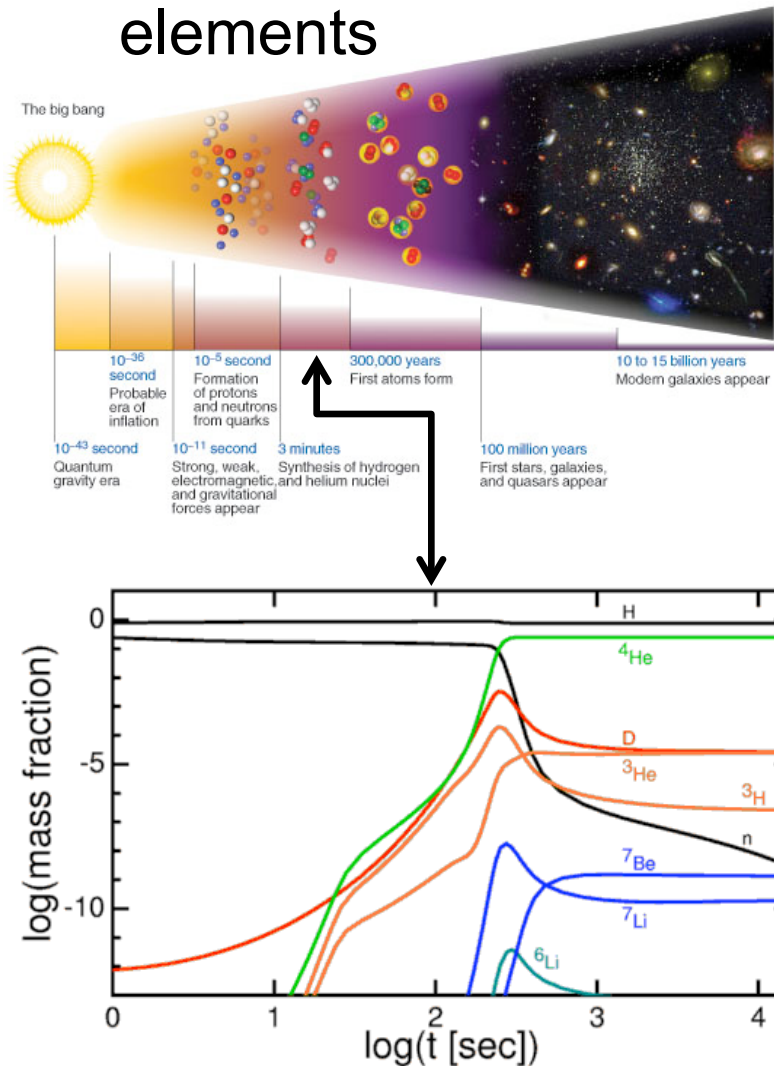 elements
The big bang
10⁻³⁶
second
Probable
era of
inflation
10⁻⁵ second
Formation
of protons
and neutrons
from quarks
300,000 years
First atoms form
10 to 15 billion years
Modern galaxies appear
10⁻⁴³ second
Quantum
gravity era
10⁻¹¹ second
Strong, weak,
electromagnetic,
and gravitational
forces appear
3 minutes
Synthesis of hydrogen
and helium nuclei
100 million years
First stars, galaxies,
and quasars appear
0
-5
-10
log(mass fraction)
H
⁴He
D
³He
³H
n
⁷Be
⁷Li
⁶Li
0 1 2 3 4
log(t [sec])